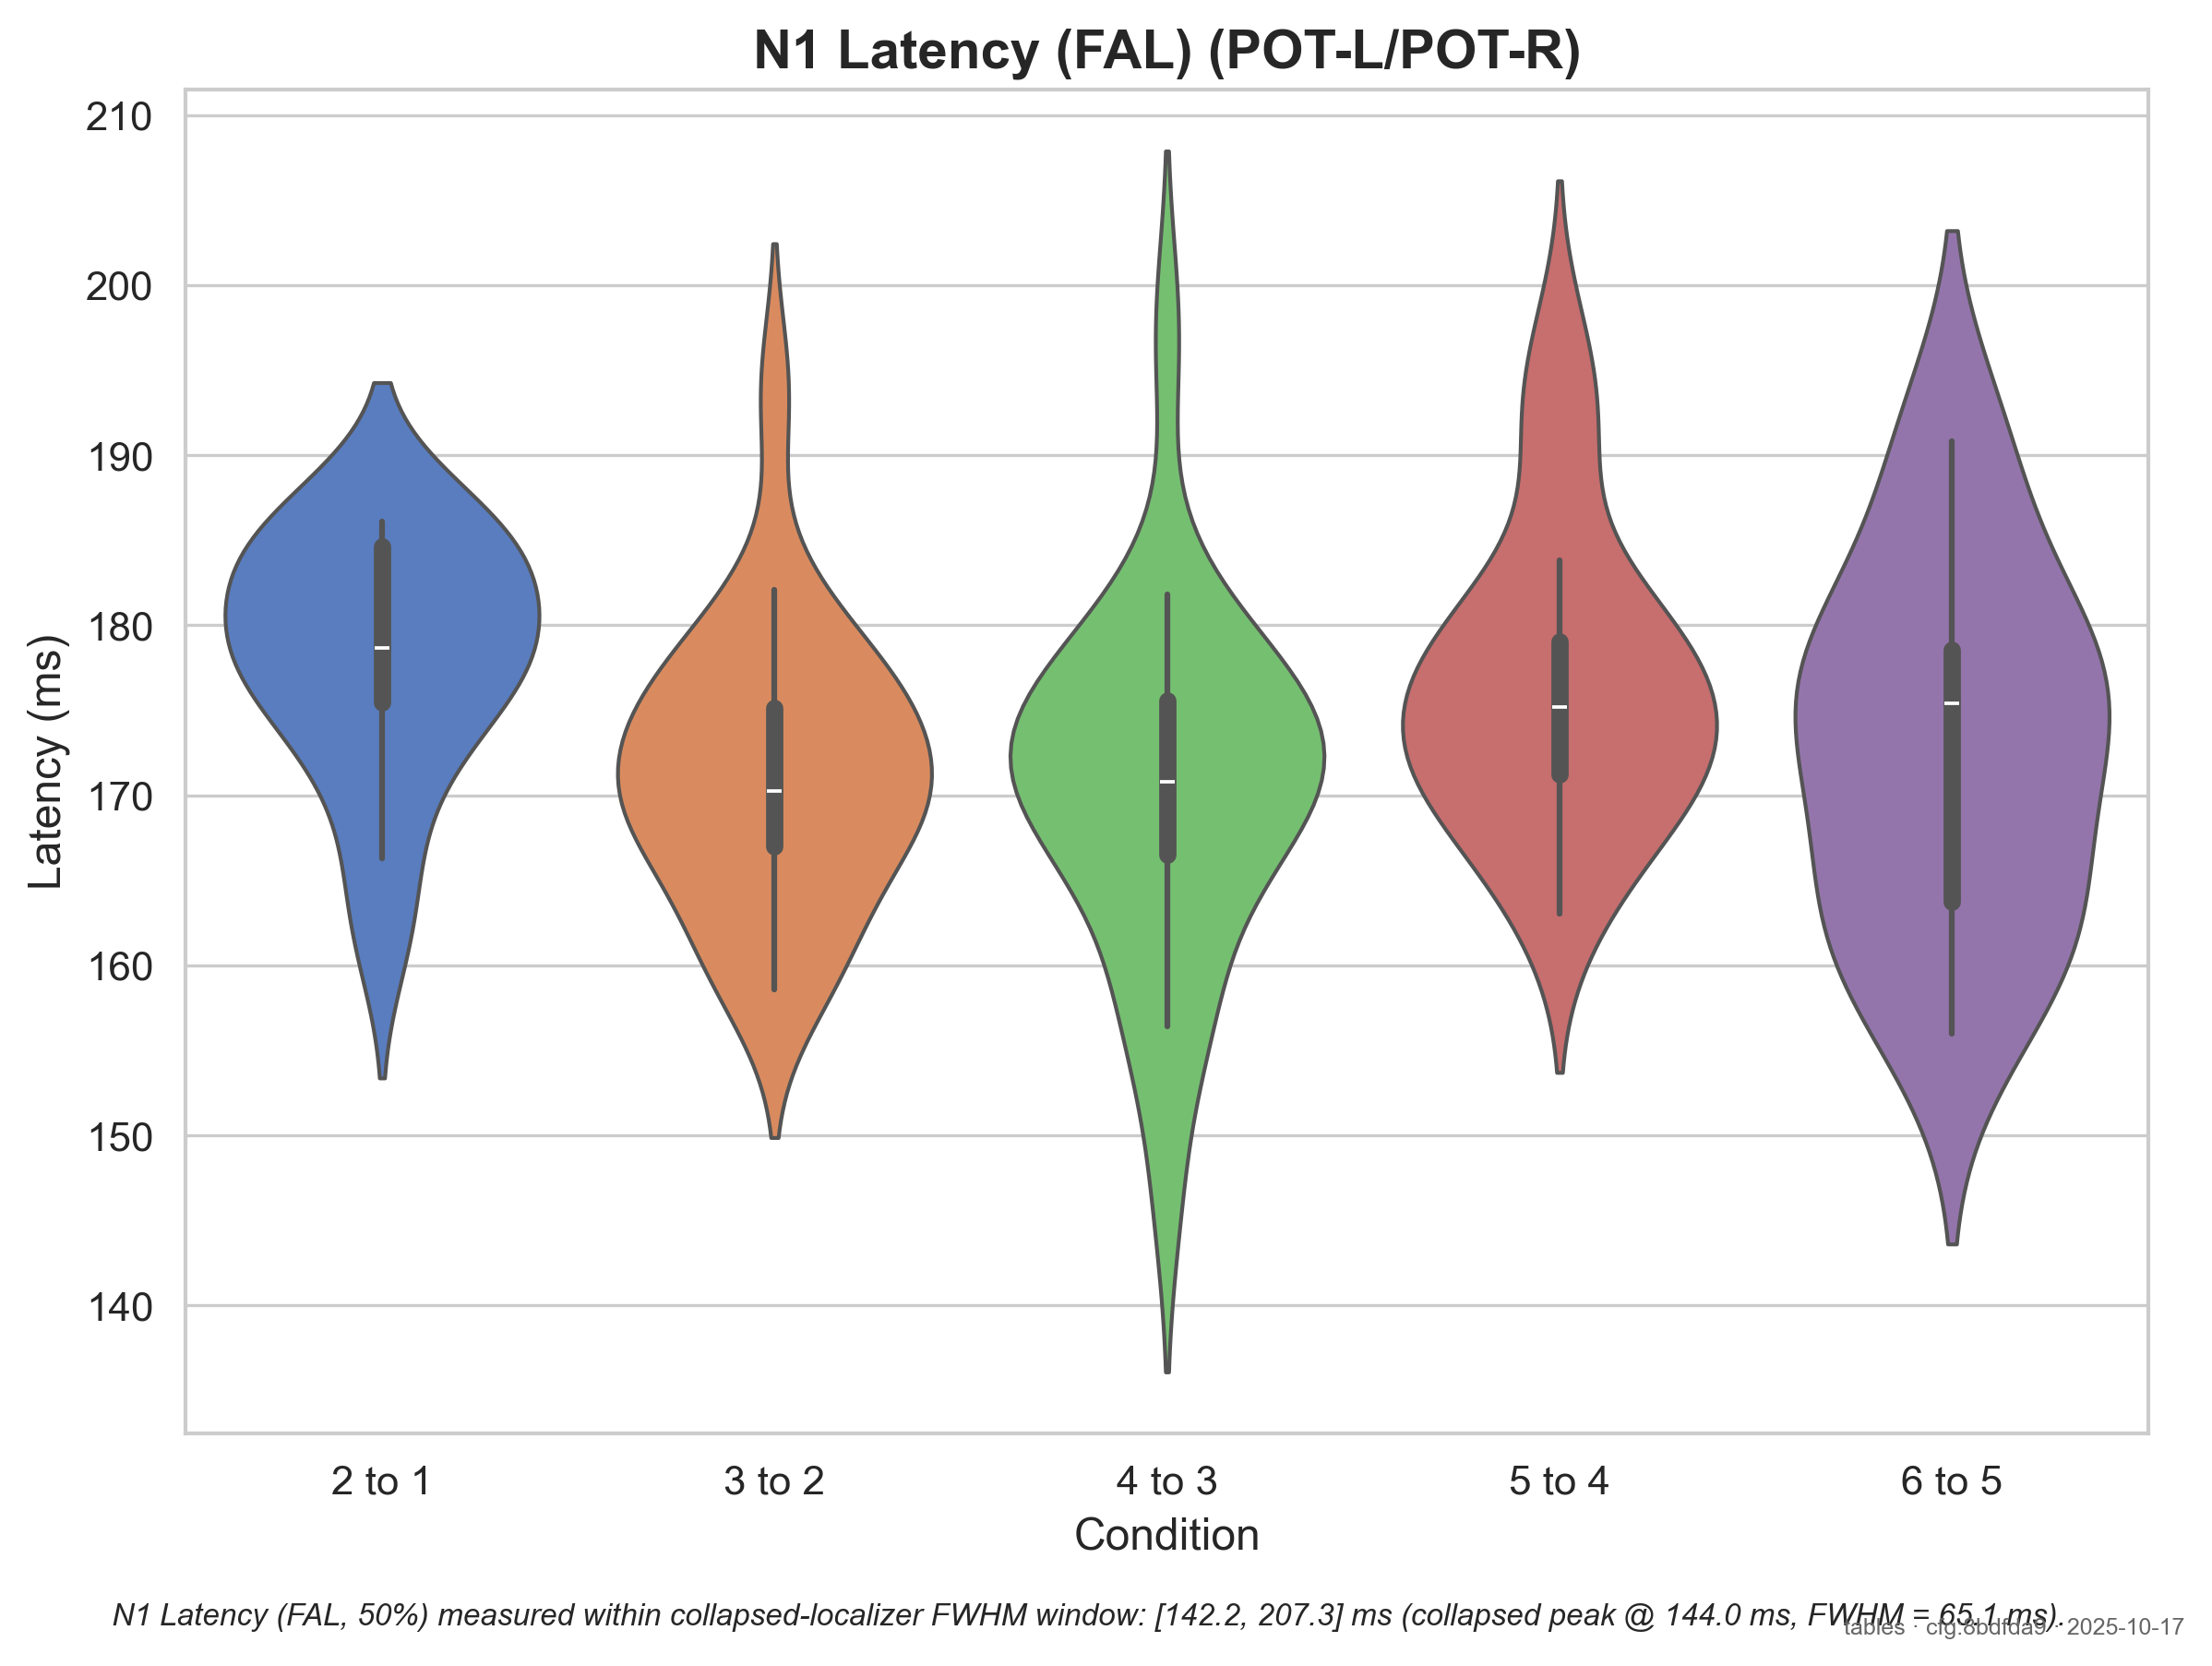 N1 Latency (FAL) (POT-L/POT-R)
210
200
190
180
170
160
150
140
Latency (ms)
2 to 1
3 to 2
4 to 3
5 to 4
6 to 5
Condition
N1 Latency (FAL, 50%) measured within collapsed-localizer FWHM window: [142.2, 207.3] ms (collapsed peak @ 144.0 ms, FWHM = 65.1 ms).
tables · cfg:8bdfda9 · 2025-10-17